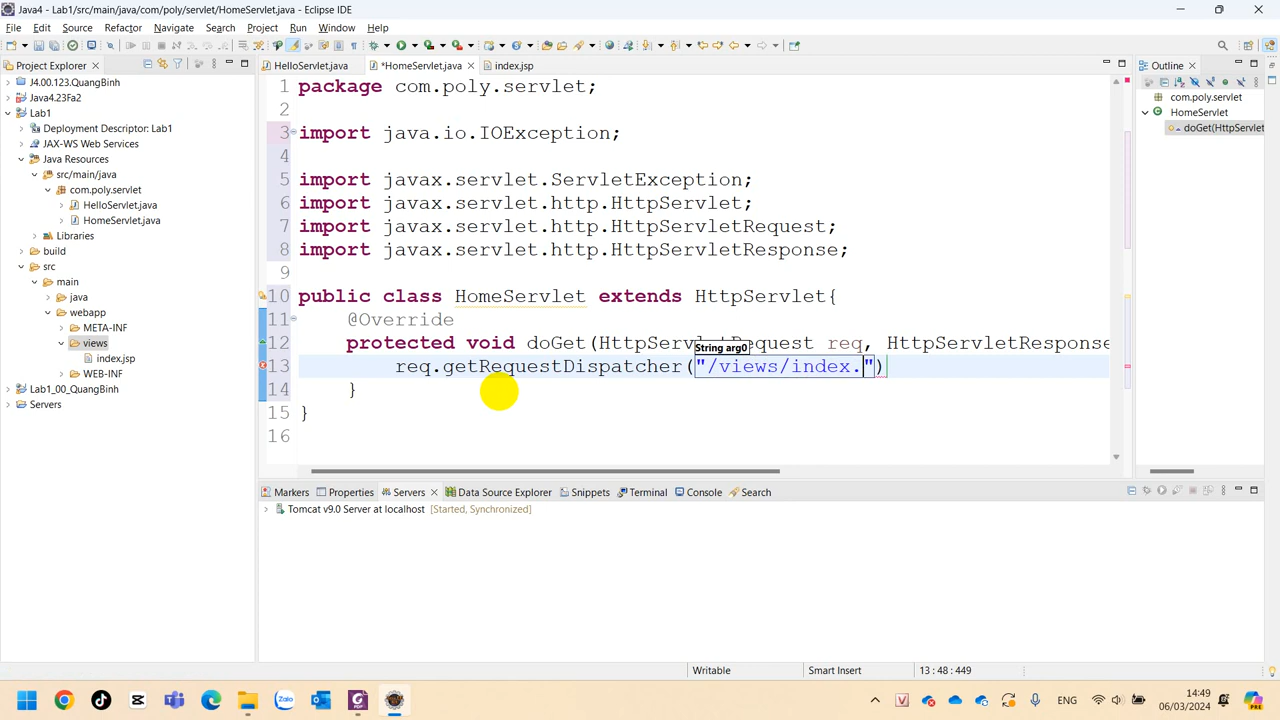 Java4 - Lab1/src/main/java/com/poly/servlet/HomeServlet.java - Eclipse IDE
File Edit Source Refactor Navigate Search Project Run Window Help
Project Explorer
HelloServlet.java
*HomeServlet.java
index.jsp
Outline
J4.00.123.QuangBinh
Java4.23Fa2
Lab1
Deployment Descriptor: Lab1
JAX-WS Web Services
Java Resources
src/main/java
com.poly.servlet
HelloServlet.java
HomeServlet.java
Libraries
build
src
main
java
webapp
META-INF
views
index.jsp
WEB-INF
Lab1_00_QuangBinh
Servers
1 package com.poly.servlet;
2
3 import java.io.IOException;
4
5 import javax.servlet.ServletException;
6 import javax.servlet.http.HttpServlet;
7 import javax.servlet.http.HttpServletRequest;
8 import javax.servlet.http.HttpServletResponse;
9
10 public class HomeServlet extends HttpServlet{
11 @Override
12 protected void doGet(HttpServletRequest req, HttpServletResponse
String arg0
13 req.getRequestDispatcher("/views/index.")
14 }
15 }
16
com.poly.servlet
HomeServlet
doGet(HttpServlet
Markers Properties Servers Data Source Explorer Snippets Terminal Console Search
Tomcat v9.0 Server at localhost [Started, Synchronized]
Writable Smart Insert 13 : 48 : 449
Zalo
PDF
V
ENG
14:49
06/03/2024
PRE